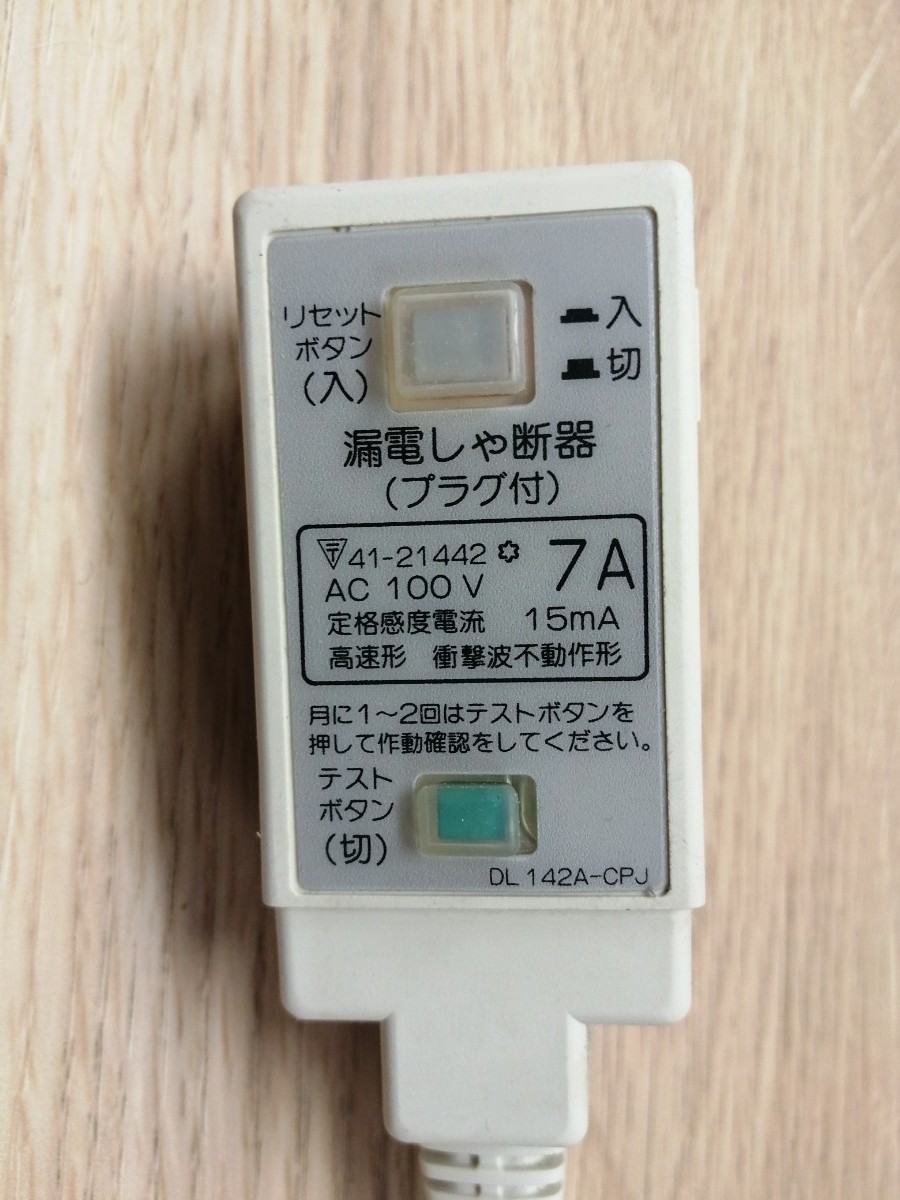 リセット
ボタン
(入)
入
切
漏電しゃ断器
(プラグ付)
41-21442 7A
AC 100 V
定格感度電流 15mA
高速形 衝撃波不動作形
月に1〜2回はテストボタンを
押して作動確認をしてください。
テスト
ボタン
(切)
DL 142A-CPJ